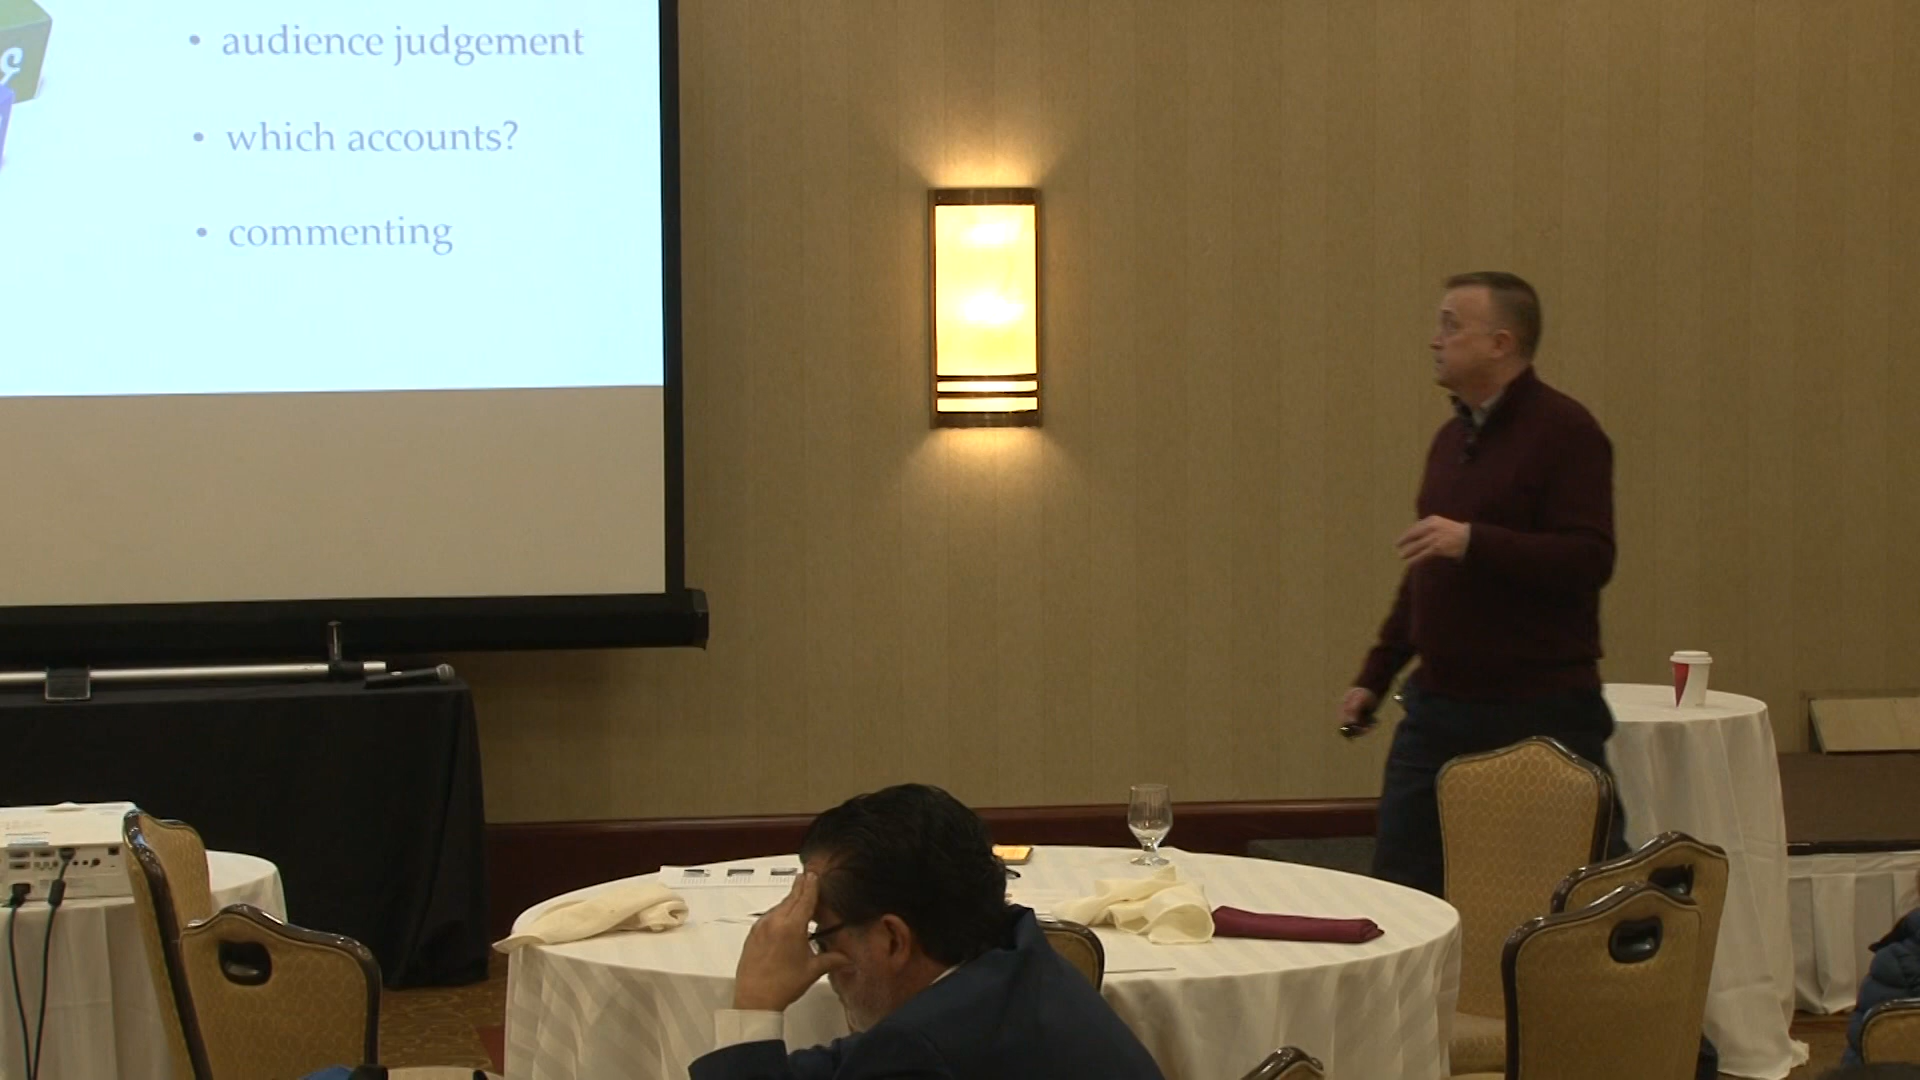 • audience judgement
• which accounts?
• commenting